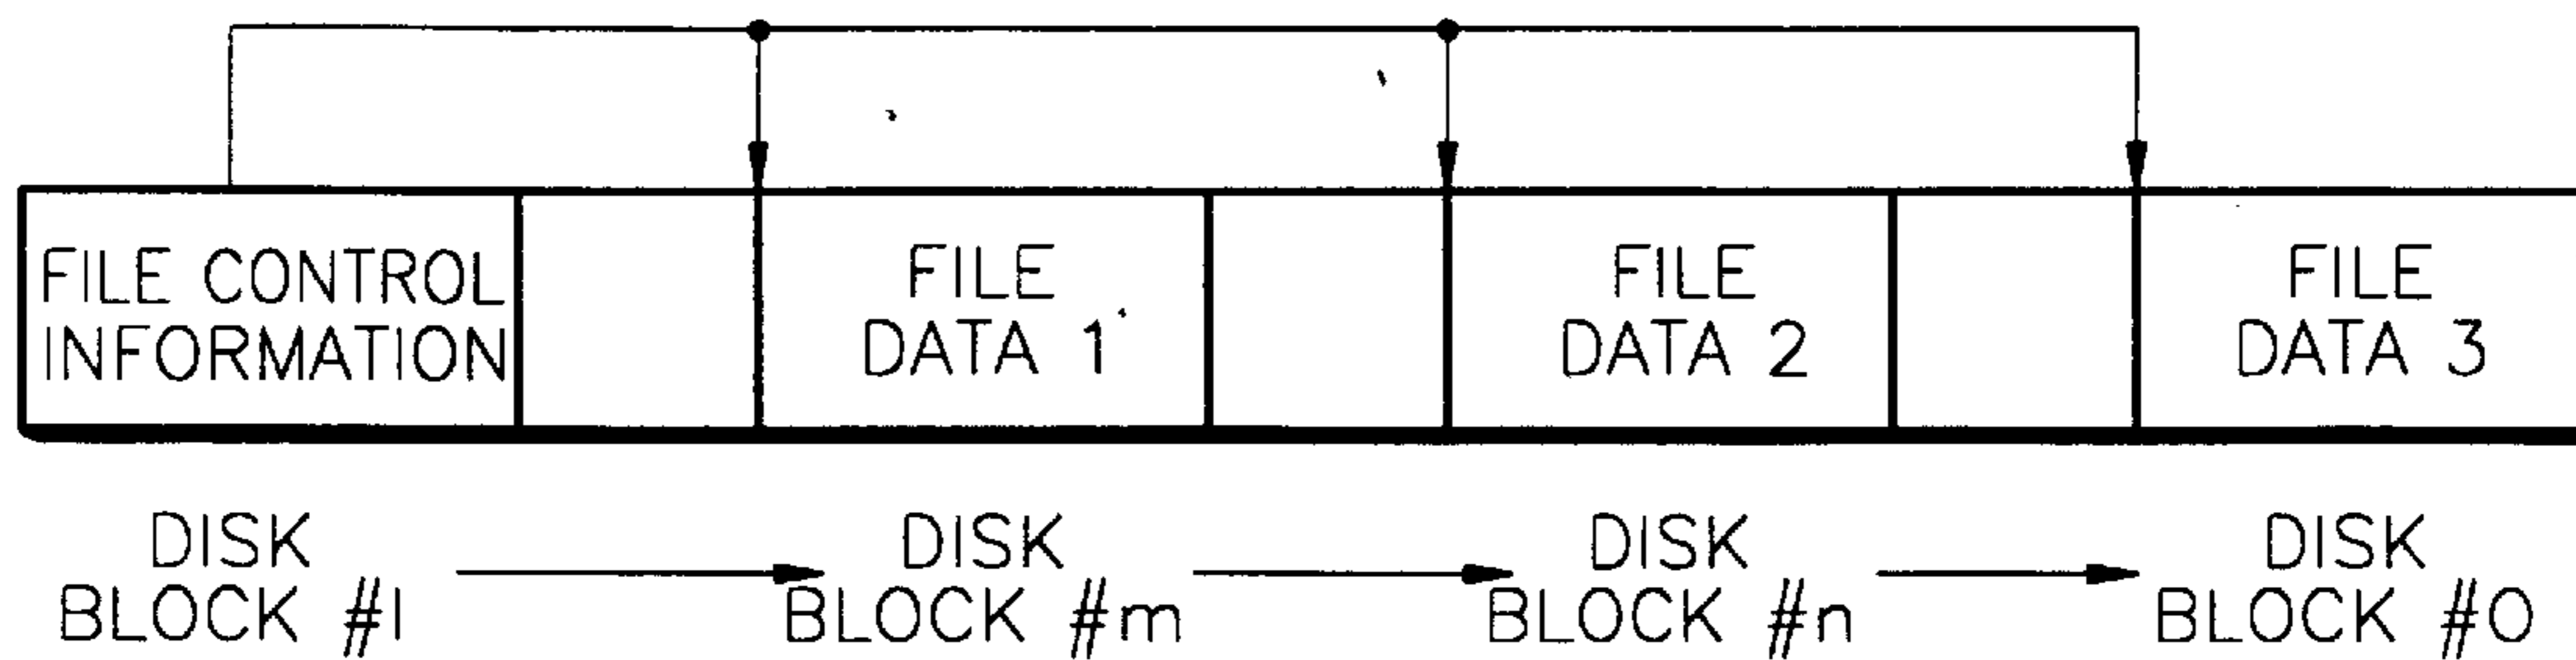 FILE CONTROL
INFORMATION
FILE
DATA 1
FILE
DATA 2
FILE
DATA 3
DISK
BLOCK #l
DISK
BLOCK #m
DISK
BLOCK #n
DISK
BLOCK #O